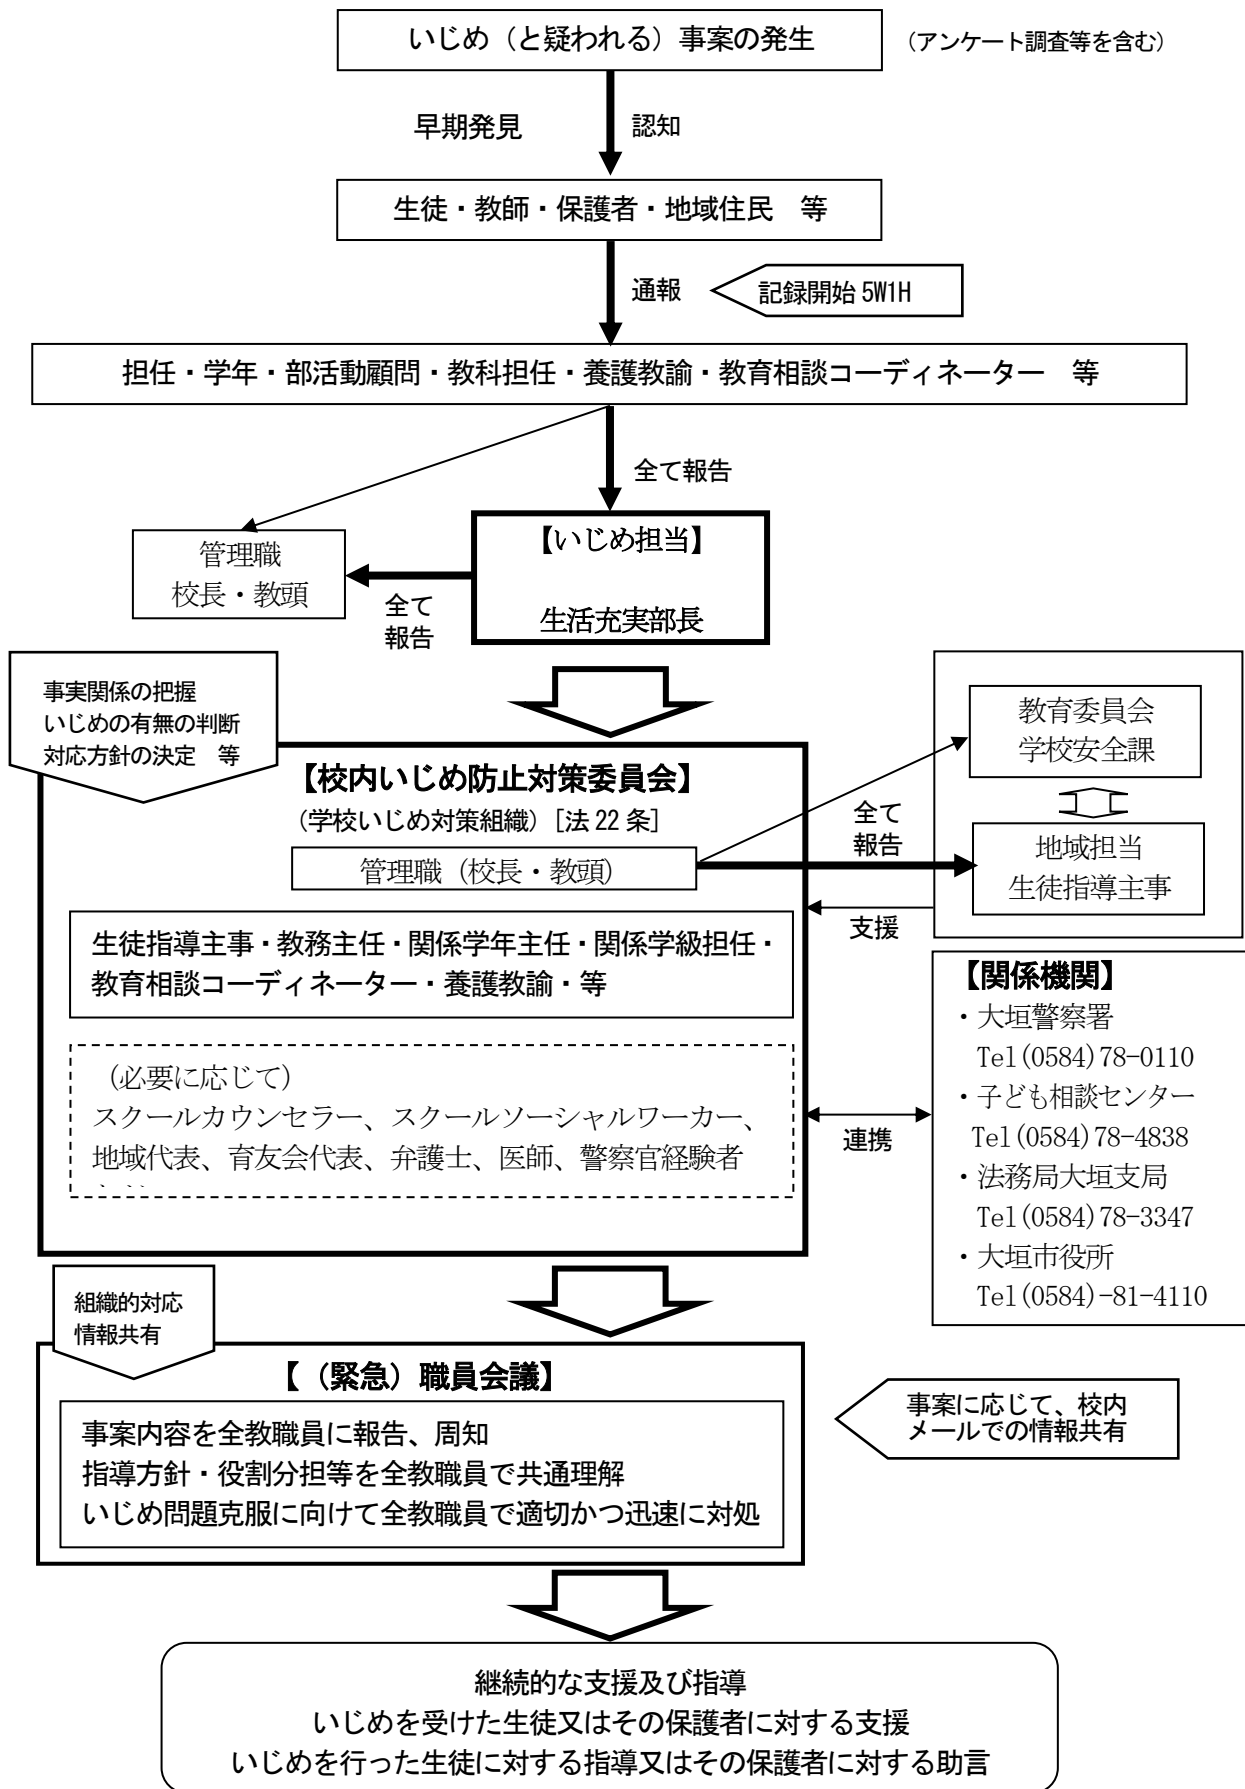 いじめ（と疑われる）事案の発生
（アンケート調査等を含む）
早期発見
認知
生徒・教師・保護者・地域住民　等
通報
記録開始 5W1H
担任・学年・部活動顧問・教科担任・養護教諭・教育相談コーディネーター　等
全て報告
【いじめ担当】
生活充実部長
管理職
校長・教頭
全て
報告
事実関係の把握
いじめの有無の判断
対応方針の決定　等
教育委員会
学校安全課
【校内いじめ防止対策委員会】
（学校いじめ対策組織）［法 22 条］
管理職（校長・教頭）
全て
報告
地域担当
生徒指導主事
支援
生徒指導主事・教務主任・関係学年主任・関係学級担任・
教育相談コーディネーター・養護教諭・等
（必要に応じて）
スクールカウンセラー、スクールソーシャルワーカー、
地域代表、育友会代表、弁護士、医師、警察官経験者
連携
【関係機関】
・大垣警察署
Tel(0584)78-0110
・子ども相談センター
Tel(0584)78-4838
・法務局大垣支局
Tel(0584)78-3347
・大垣市役所
Tel(0584)-81-4110
組織的対応
情報共有
【（緊急）職員会議】
事案内容を全教職員に報告、周知
指導方針・役割分担等を全教職員で共通理解
いじめ問題克服に向けて全教職員で適切かつ迅速に対処
事案に応じて、校内
メールでの情報共有
継続的な支援及び指導
いじめを受けた生徒又はその保護者に対する支援
いじめを行った生徒に対する指導又はその保護者に対する助言